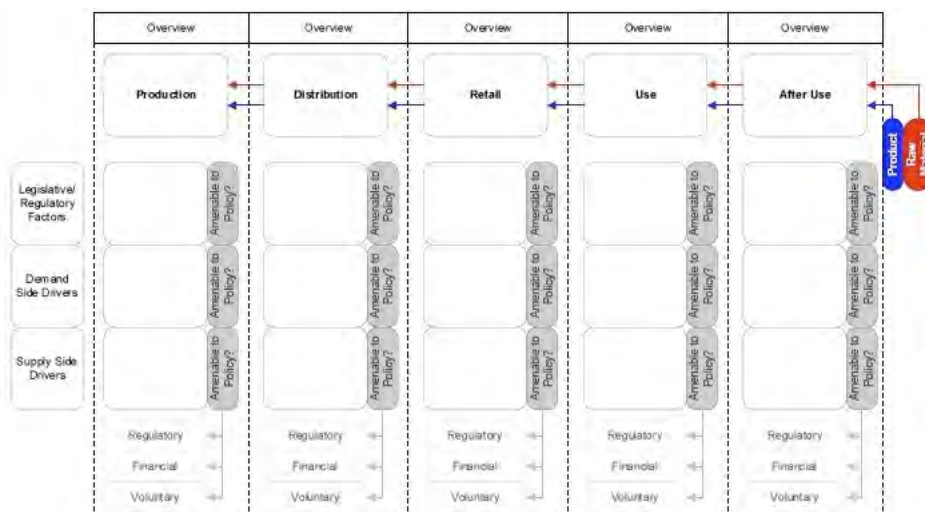 Overview Overview Overview Overview Overview
Production Distribution Retail Use After Use
Product
Raw
Material
Legislative/
Regulatory
Factors
Amenable to
Policy?
Amenable to
Policy?
Amenable to
Policy?
Amenable to
Policy?
Amenable to
Policy?
Demand
Side Drivers
Amenable to
Policy?
Amenable to
Policy?
Amenable to
Policy?
Amenable to
Policy?
Amenable to
Policy?
Supply Side
Drivers
Amenable to
Policy?
Amenable to
Policy?
Amenable to
Policy?
Amenable to
Policy?
Amenable to
Policy?
Regulatory Regulatory Regulatory Regulatory Regulatory
Financial Financial Financial Financial Financial
Voluntary Voluntary Voluntary Voluntary Voluntary